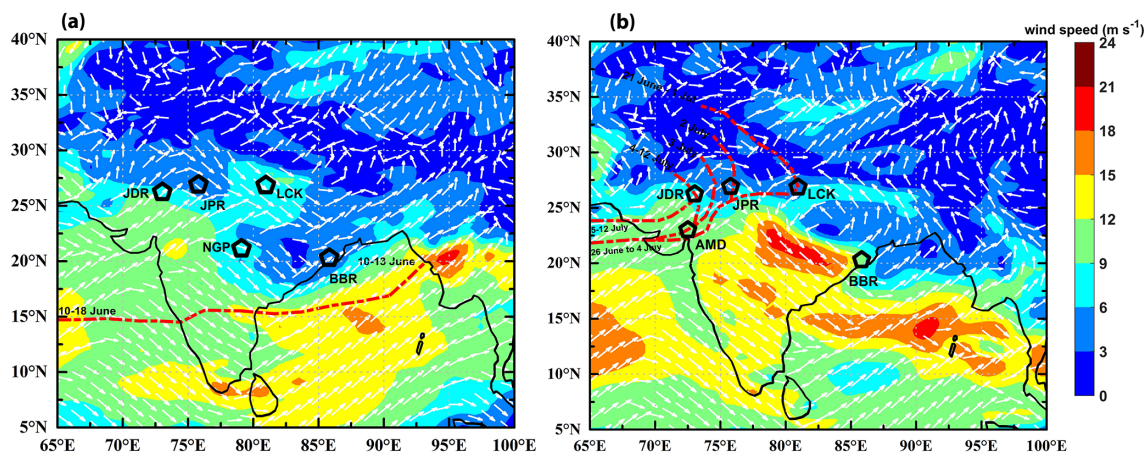 (a)
(b)
wind speed (m s⁻¹)
40°N
35°N
30°N
25°N
20°N
15°N
10°N
5°N
65°E
70°E
75°E
80°E
85°E
90°E
95°E
100°E
JDR
JPR
LCK
NGP
BBR
10-13 June
10-18 June
40°N
35°N
30°N
25°N
20°N
15°N
10°N
5°N
65°E
70°E
75°E
80°E
85°E
90°E
95°E
100°E
4-12 July
JDR
JPR
LCK
AMD
BBR
5-12 July
26 June to 4 July
24
21
18
15
12
9
6
3
0